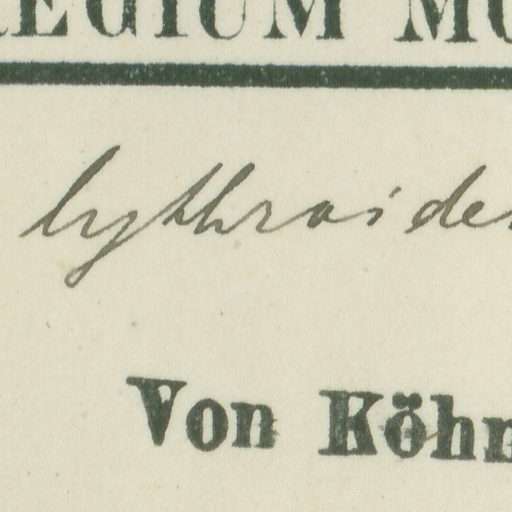 REGIUM MU
lythraides
Von Köhn